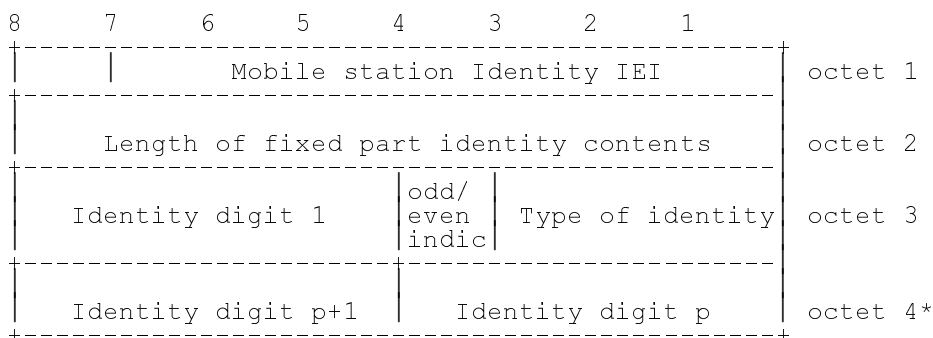 8 7 6 5 4 3 2 1
Mobile station Identity IEI octet 1
Length of fixed part identity contents octet 2
odd/
Identity digit 1 even Type of identity octet 3
indic
Identity digit p+1 Identity digit p octet 4*